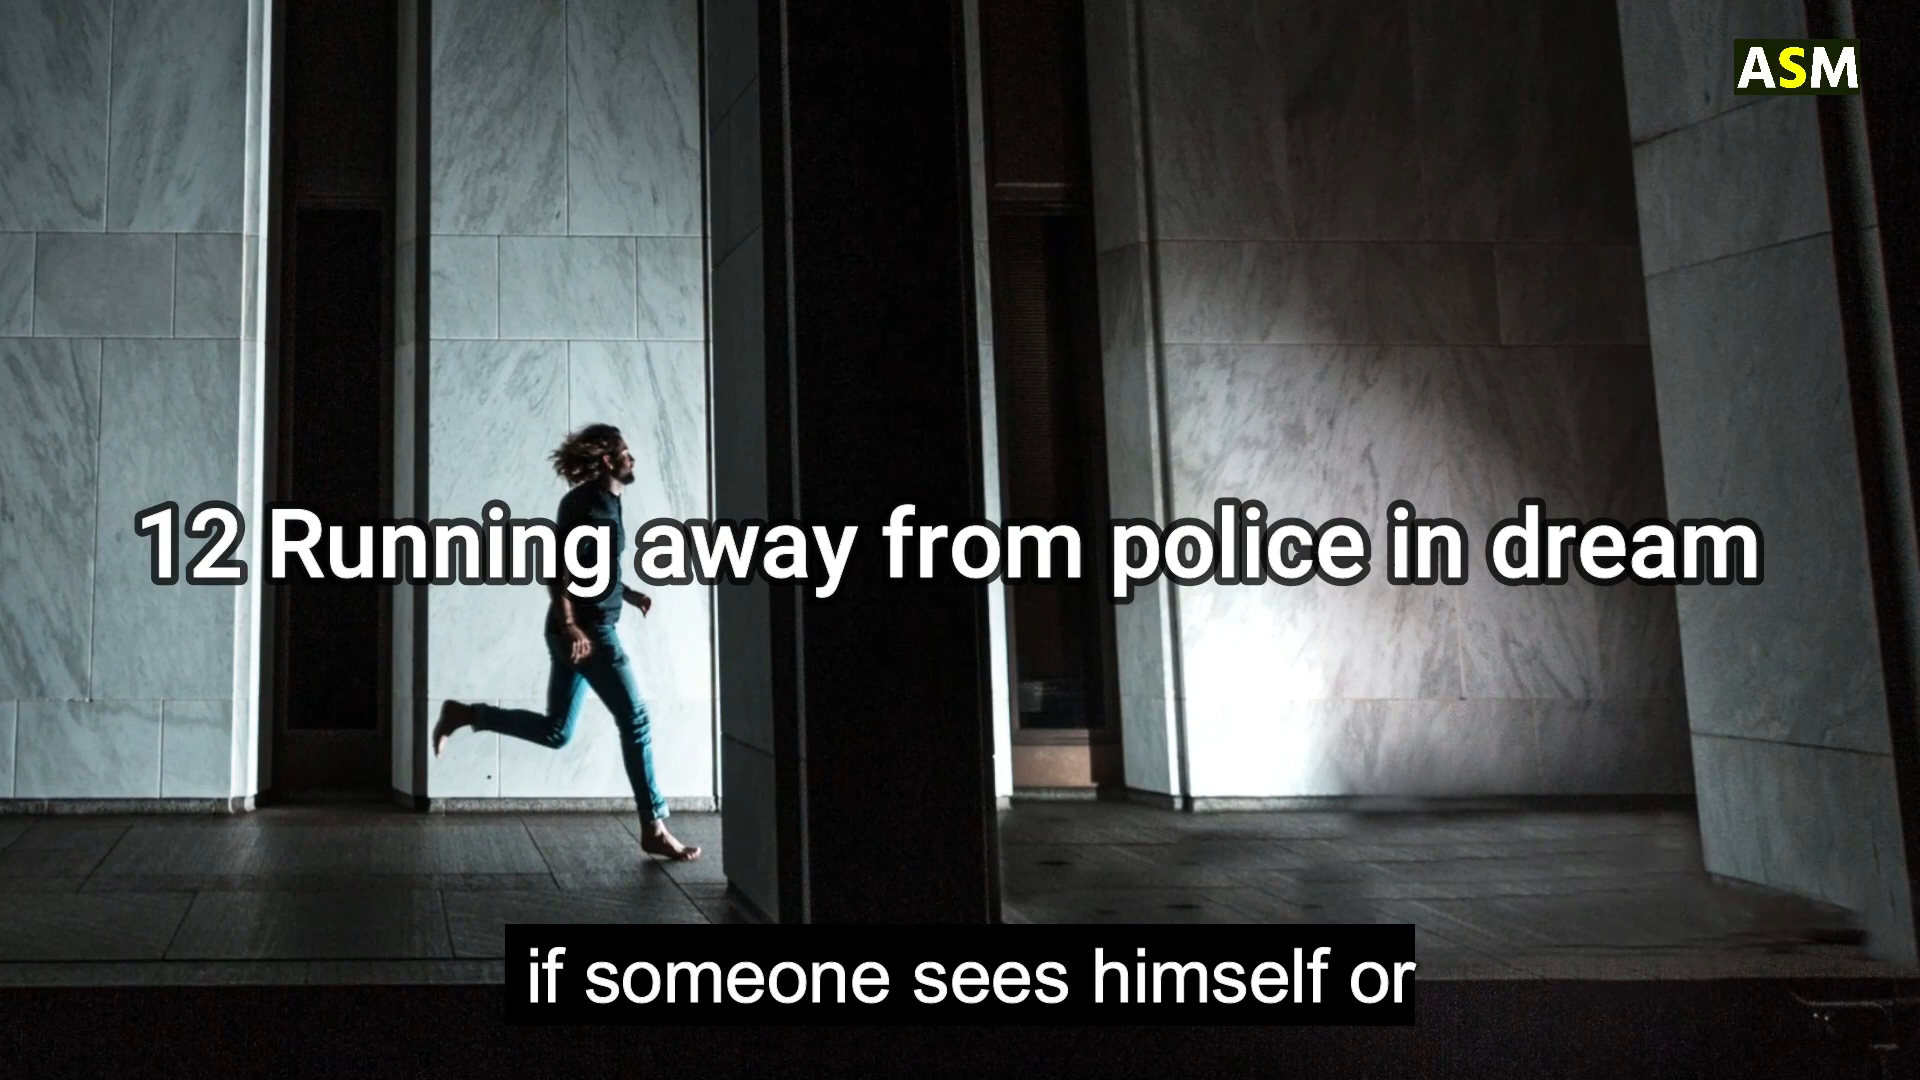 ASM
12 Running away from police in dream
if someone sees himself or